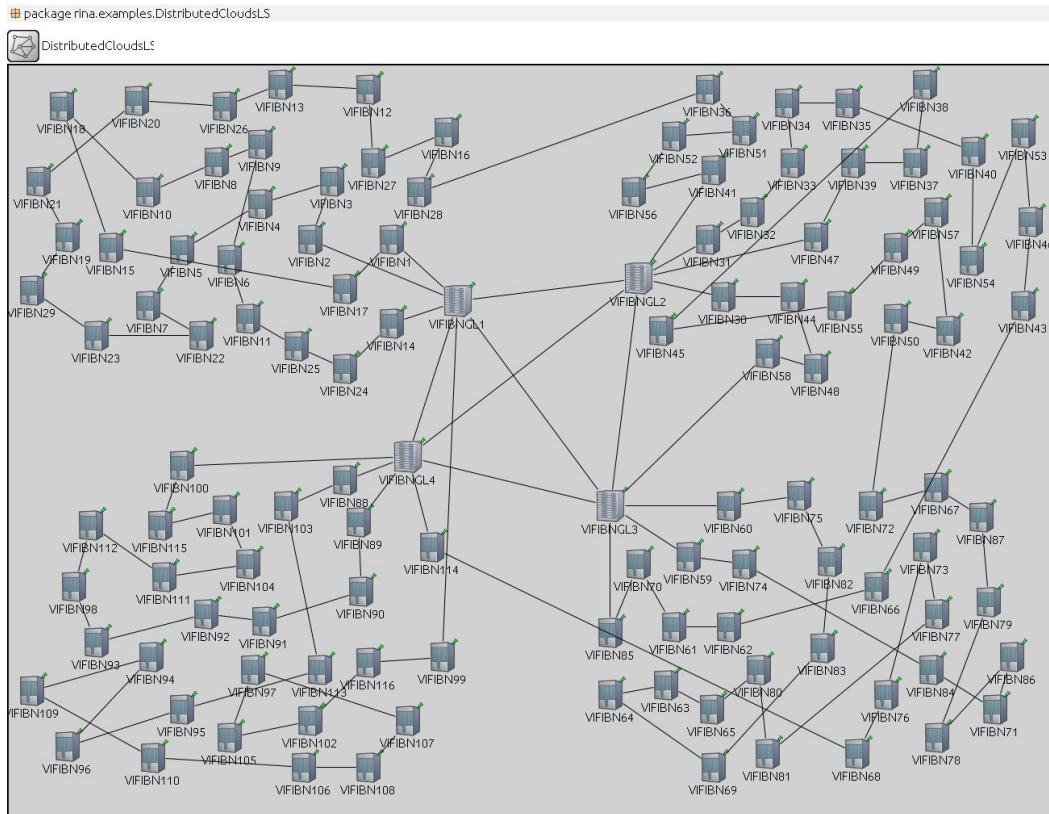 package rina.examples.DistributedCloudsLS
DistributedCloudsLS
VIFIBN13
VIFIBN12
VIFIBN20
VIFIBN26
VIFIBN18
VIFIBN9
VIFIBN16
VIFIBN8
VIFIBN27
VIFIBN21
VIFIBN10
VIFIBN3
VIFIBN28
VIFIBN4
VIFIBN19
VIFIBN15
VIFIBN5
VIFIBN6
VIFIBN2
VIFIBN1
VIFIBN29
VIFIBN17
VIFIBNGL1
VIFIBN7
VIFIBN11
VIFIBN14
VIFIBN23
VIFIBN22
VIFIBN25
VIFIBN24
VIFIBN36
VIFIBN38
VIFIBN34
VIFIBN35
VIFIBN52
VIFIBN51
VIFIBN53
VIFIBN40
VIFIBN41
VIFIBN33
VIFIBN39
VIFIBN37
VIFIBN56
VIFIBN32
VIFIBN57
VIFIBN46
VIFIBN31
VIFIBN47
VIFIBN49
VIFIBN54
VIFIBNGL2
VIFIBN30
VIFIBN44
VIFIBN55
VIFIBN43
VIFIBN45
VIFIBN50
VIFIBN42
VIFIBN58
VIFIBN48
VIFIBNGL4
VIFIBN100
VIFIBN88
VIFIBN103
VIFIBN101
VIFIBN112
VIFIBN115
VIFIBN89
VIFIBN114
VIFIBN104
VIFIBN111
VIFIBN98
VIFIBN90
VIFIBN92
VIFIBN91
VIFIBN93
VIFIBN94
VIFIBN97
VIFIBN113
VIFIBN116
VIFIBN99
VIFIBN109
VIFIBN95
VIFIBN102
VIFIBN107
VIFIBN105
VIFIBN96
VIFIBN110
VIFIBN106
VIFIBN108
VIFIBNGL3
VIFIBN60
VIFIBN75
VIFIBN72
VIFIBN67
VIFIBN87
VIFIBN70
VIFIBN59
VIFIBN74
VIFIBN82
VIFIBN73
VIFIBN66
VIFIBN79
VIFIBN85
VIFIBN61
VIFIBN62
VIFIBN77
VIFIBN83
VIFIBN80
VIFIBN84
VIFIBN86
VIFIBN64
VIFIBN63
VIFIBN65
VIFIBN76
VIFIBN71
VIFIBN69
VIFIBN81
VIFIBN68
VIFIBN78